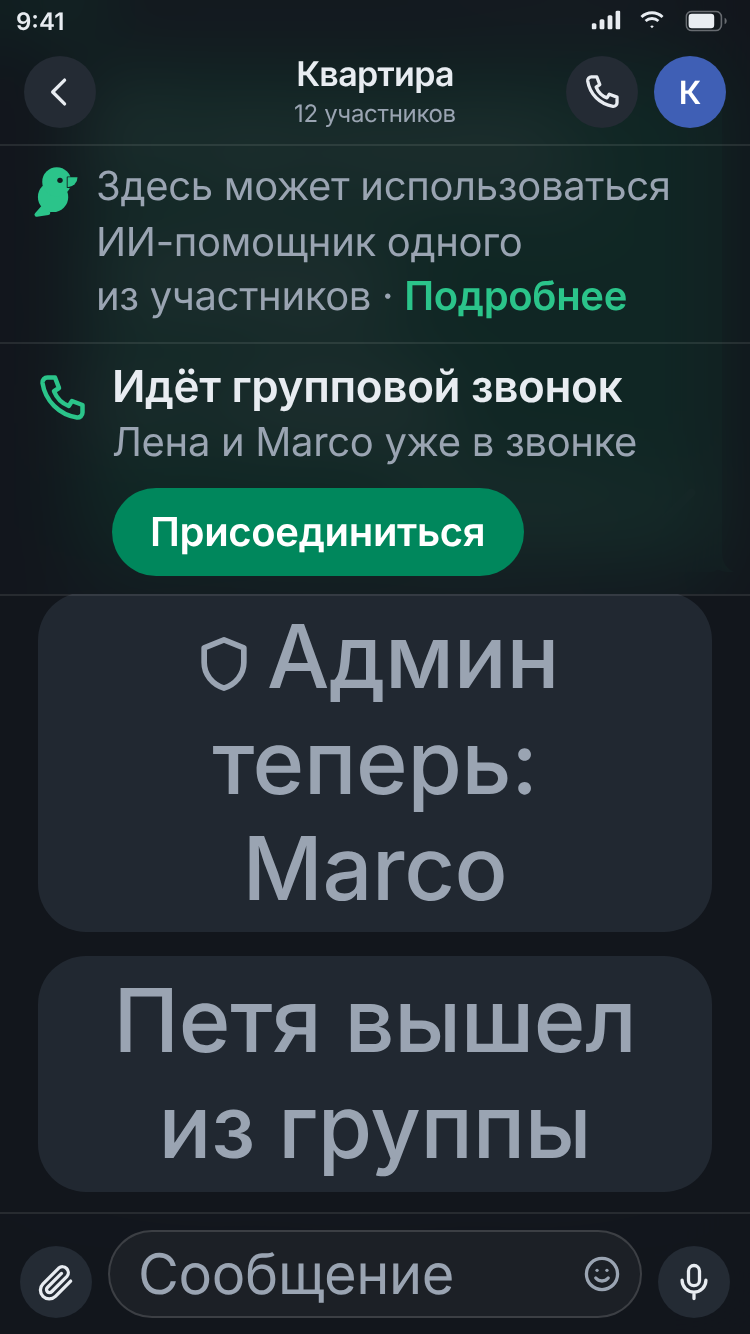 9:41
Квартира
12 участников
К
Здесь может использоваться
ИИ-помощник одного
из участников · Подробнее
Идёт групповой звонок
Лена и Marco уже в звонке
Присоединиться
Админ
теперь:
Marco
Петя вышел
из группы
Сообщение